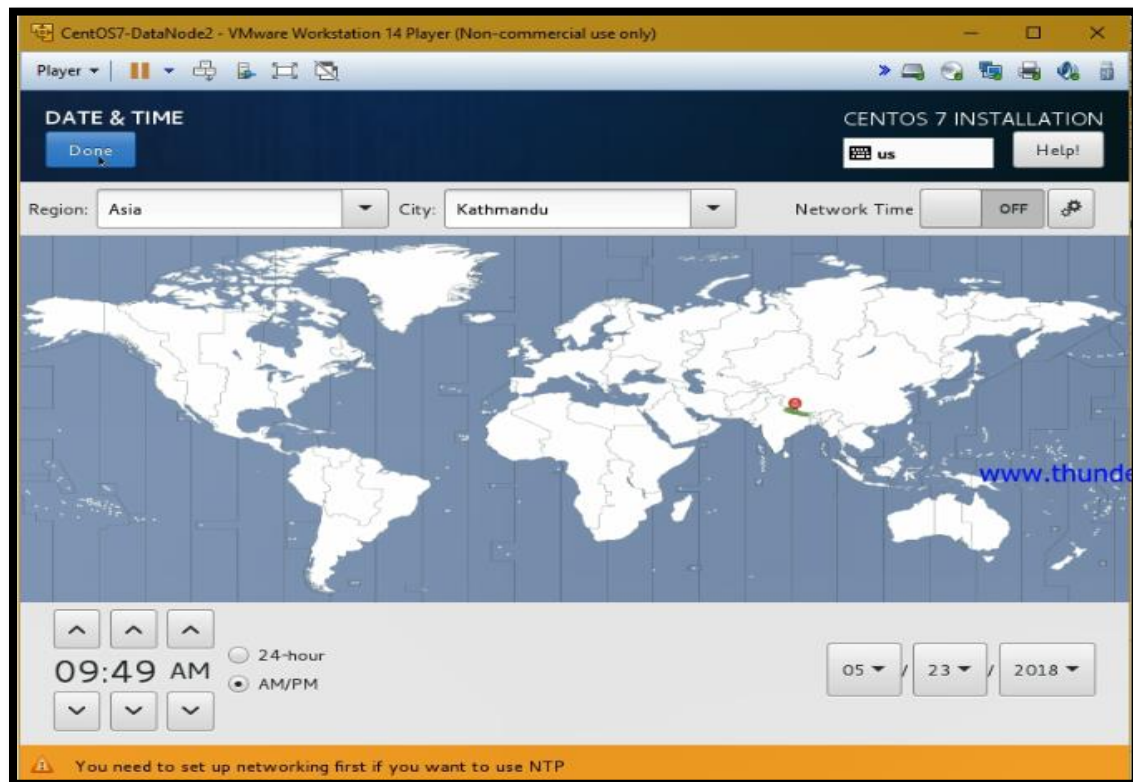 CentOS7-DataNode2 - VMware Workstation 14 Player (Non-commercial use only)
Player
DATE & TIME
CENTOS 7 INSTALLATION
Done
us
Help!
Region: Asia City: Kathmandu Network Time OFF
www.thunde
24-hour
09:49 AM
AM/PM
05 / 23 / 2018
You need to set up networking first if you want to use NTP